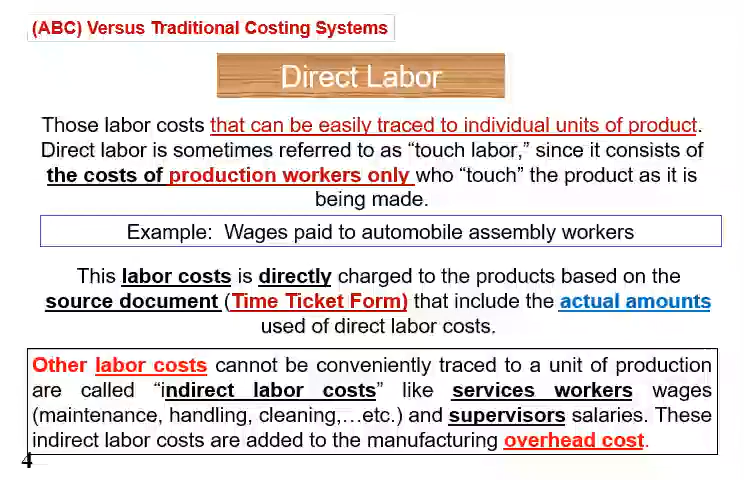 (ABC) Versus Traditional Costing Systems
Direct Labor
Those labor costs that can be easily traced to individual units of product.
Direct labor is sometimes referred to as “touch labor,” since it consists of
the costs of production workers only who “touch” the product as it is
being made.
Example:  Wages paid to automobile assembly workers
This labor costs is directly charged to the products based on the
source document (Time Ticket Form) that include the actual amounts
used of direct labor costs.
Other labor costs cannot be conveniently traced to a unit of production
are called “indirect labor costs” like services workers wages
(maintenance, handling, cleaning,…etc.) and supervisors salaries. These
indirect labor costs are added to the manufacturing overhead cost.
4